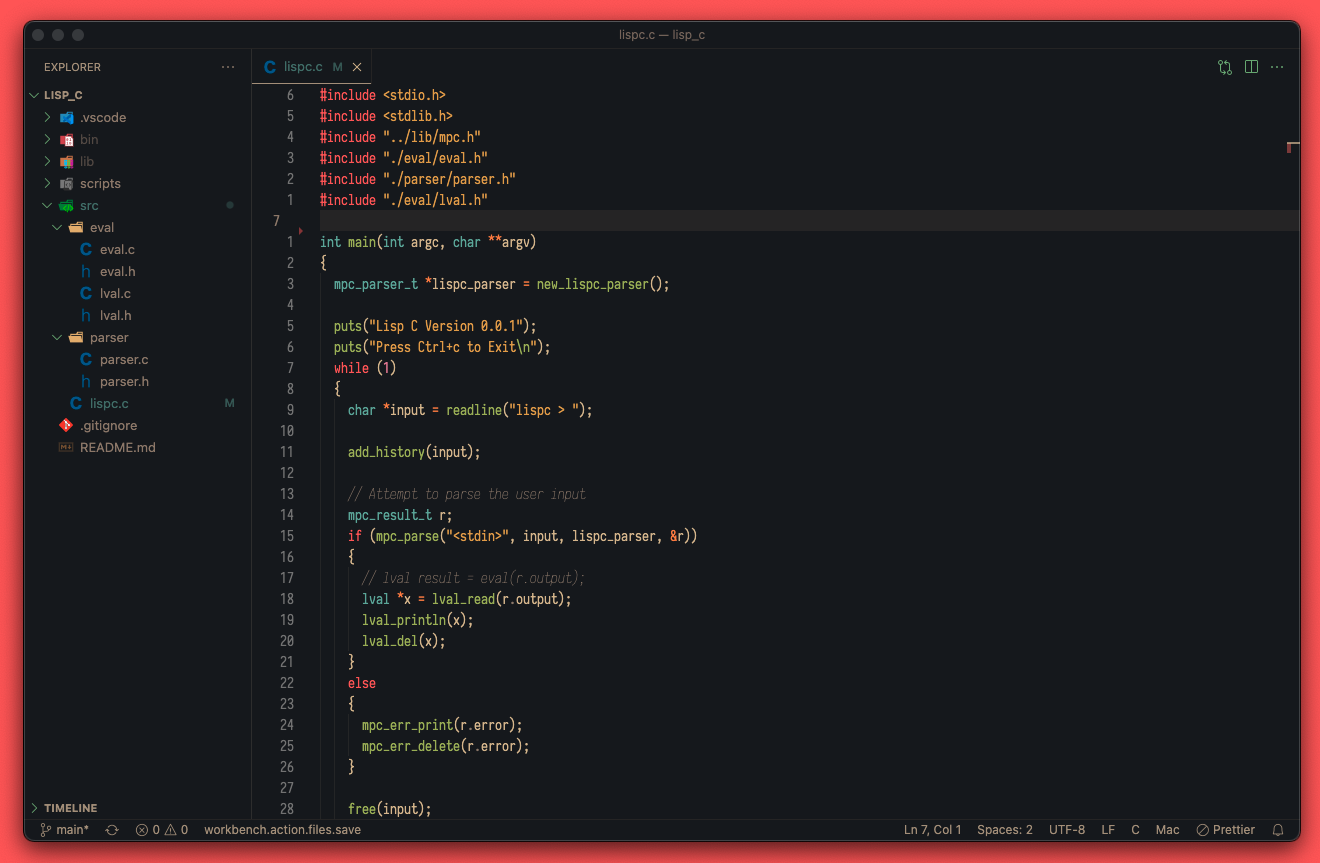 lispc.c — lisp_c
EXPLORER ···
LISP_C
.vscode
bin
lib
scripts
src
eval
C eval.c
h eval.h
C lval.c
h lval.h
parser
C parser.c
h parser.h
C lispc.c M
.gitignore
README.md
TIMELINE
C lispc.c M
6 #include <stdio.h>
5 #include <stdlib.h>
4 #include "../lib/mpc.h"
3 #include "./eval/eval.h"
2 #include "./parser/parser.h"
1 #include "./eval/lval.h"
7
1 int main(int argc, char **argv)
2 {
3 mpc_parser_t *lispc_parser = new_lispc_parser();
4
5 puts("Lisp C Version 0.0.1");
6 puts("Press Ctrl+c to Exit\n");
7 while (1)
8 {
9 char *input = readline("lispc > ");
10
11 add_history(input);
12
13 // Attempt to parse the user input
14 mpc_result_t r;
15 if (mpc_parse("<stdin>", input, lispc_parser, &r))
16 {
17 // lval result = eval(r.output);
18 lval *x = lval_read(r.output);
19 lval_println(x);
20 lval_del(x);
21 }
22 else
23 {
24 mpc_err_print(r.error);
25 mpc_err_delete(r.error);
26 }
27
28 free(input);
main* 0 0 workbench.action.files.save Ln 7, Col 1 Spaces: 2 UTF-8 LF C Mac Prettier